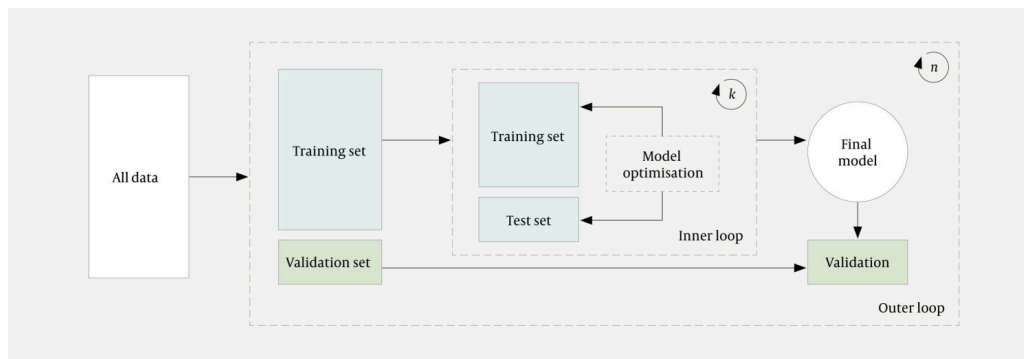 All data
Training set
Validation set
Training set
Test set
Model
optimisation
k
Inner loop
n
Final
model
Validation
Outer loop